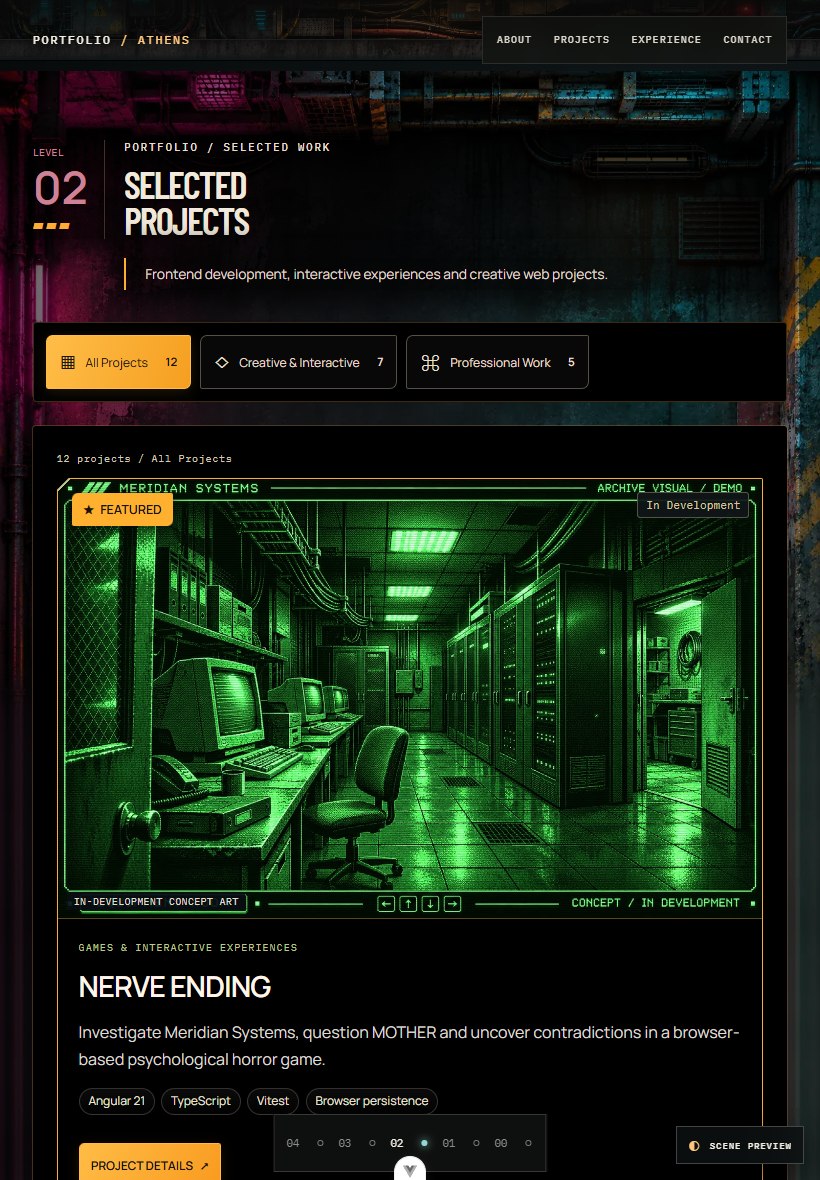 PORTFOLIO / ATHENS
ABOUT PROJECTS EXPERIENCE CONTACT
LEVEL
02
PORTFOLIO / SELECTED WORK
SELECTED
PROJECTS
Frontend development, interactive experiences and creative web projects.
All Projects 12
Creative & Interactive 7
Professional Work 5
12 projects / All Projects
MERIDIAN SYSTEMS
ARCHIVE VISUAL / DEMO
★ FEATURED
In Development
IN-DEVELOPMENT CONCEPT ART
← ↑ ↓ →
CONCEPT / IN DEVELOPMENT
GAMES & INTERACTIVE EXPERIENCES
NERVE ENDING
Investigate Meridian Systems, question MOTHER and uncover contradictions in a browser-
based psychological horror game.
Angular 21 TypeScript Vitest Browser persistence
04 03 02 01 00
PROJECT DETAILS ↗
SCENE PREVIEW